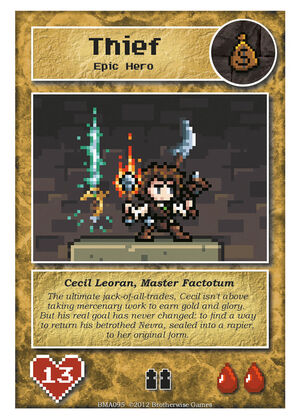 Thief
Epic Hero
$
Cecil Leoran, Master Factotum
The ultimate jack-of-all-trades, Cecil isn't above
taking mercenary work to earn gold and glory.
But his real goal has never changed: to find a way
to return his betrothed Nevra, sealed into a rapier,
to her original form.
13
BMA095 ©2012 Brotherwise Games